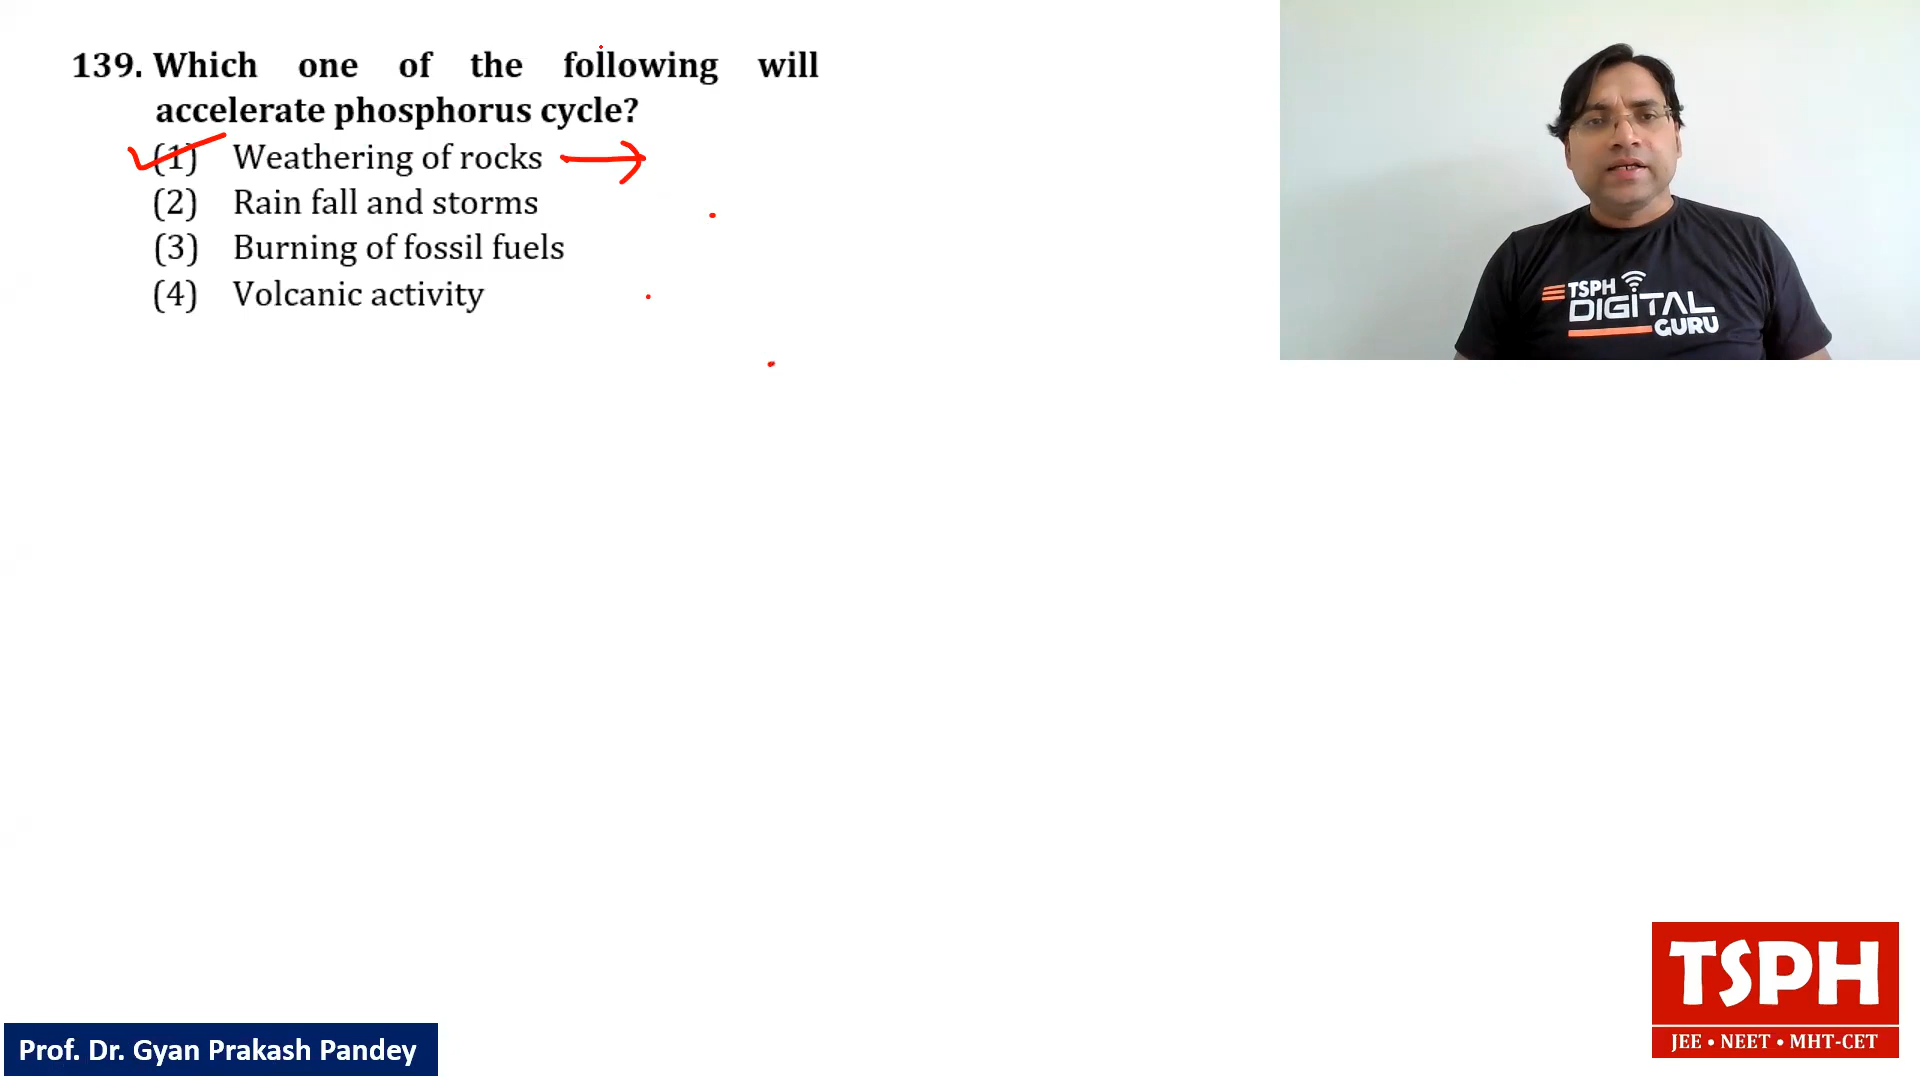 139. Which one of the following will
accelerate phosphorus cycle?
(1) Weathering of rocks
(2) Rain fall and storms
(3) Burning of fossil fuels
(4) Volcanic activity
TSPH
DIGITAL
GURU
TSPH
JEE • NEET • MHT-CET
Prof. Dr. Gyan Prakash Pandey